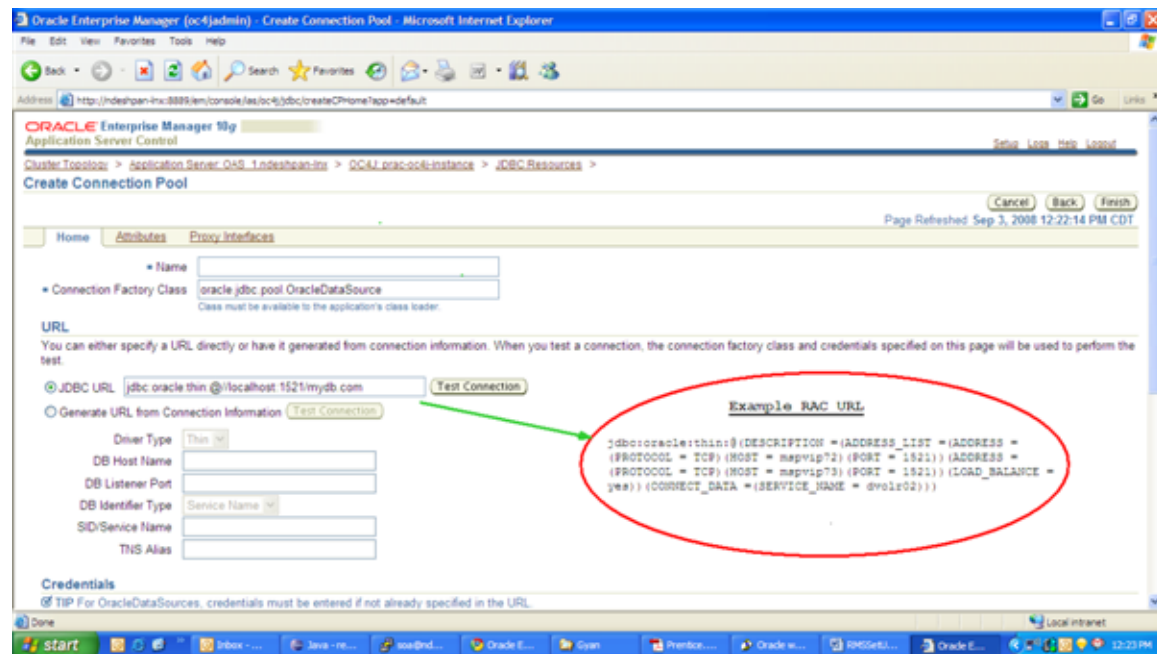 Oracle Enterprise Manager (oc4jadmin) - Create Connection Pool - Microsoft Internet Explorer
File Edit View Favorites Tools Help
Back Search Favorites
Address http://ndeshpan-lnx:8889/em/console/ias/oc4j/jdbc/createCPHome?app=default Go Links
ORACLE Enterprise Manager 10g
Application Server Control
Setup Logs Help Logout
Cluster Topology > Application Server: OAS_1.ndeshpan-lnx > OC4J: prac-oc4j-instance > JDBC Resources >
Create Connection Pool
Cancel Back Finish
Page Refreshed Sep 3, 2008 12:22:14 PM CDT
Home Attributes Proxy Interfaces
* Name
* Connection Factory Class oracle.jdbc.pool.OracleDataSource
Class must be available to the application's class loader.
URL
You can either specify a URL directly or have it generated from connection information. When you test a connection, the connection factory class and credentials specified on this page will be used to perform the
test.
JDBC URL jdbc:oracle:thin:@//localhost:1521/mydb.com Test Connection
Generate URL from Connection Information Test Connection
Driver Type Thin
DB Host Name
DB Listener Port
DB Identifier Type Service Name
SID/Service Name
TNS Alias
Example RAC URL
jdbc:oracle:thin:@(DESCRIPTION =(ADDRESS_LIST =(ADDRESS =
(PROTOCOL = TCP)(HOST = mspvip72)(PORT = 1521))(ADDRESS =
(PROTOCOL = TCP)(HOST = mspvip73)(PORT = 1521))(LOAD_BALANCE =
yes))(CONNECT_DATA =(SERVICE_NAME = dvolr02)))
Credentials
TIP For OracleDataSources, credentials must be entered if not already specified in the URL.
Done Local intranet
start Inbox - ... Java - re... soa@nd... Oracle E... Gyan Prentice.... Oracle w... RMSSetU... Oracle E... 12:23 PM